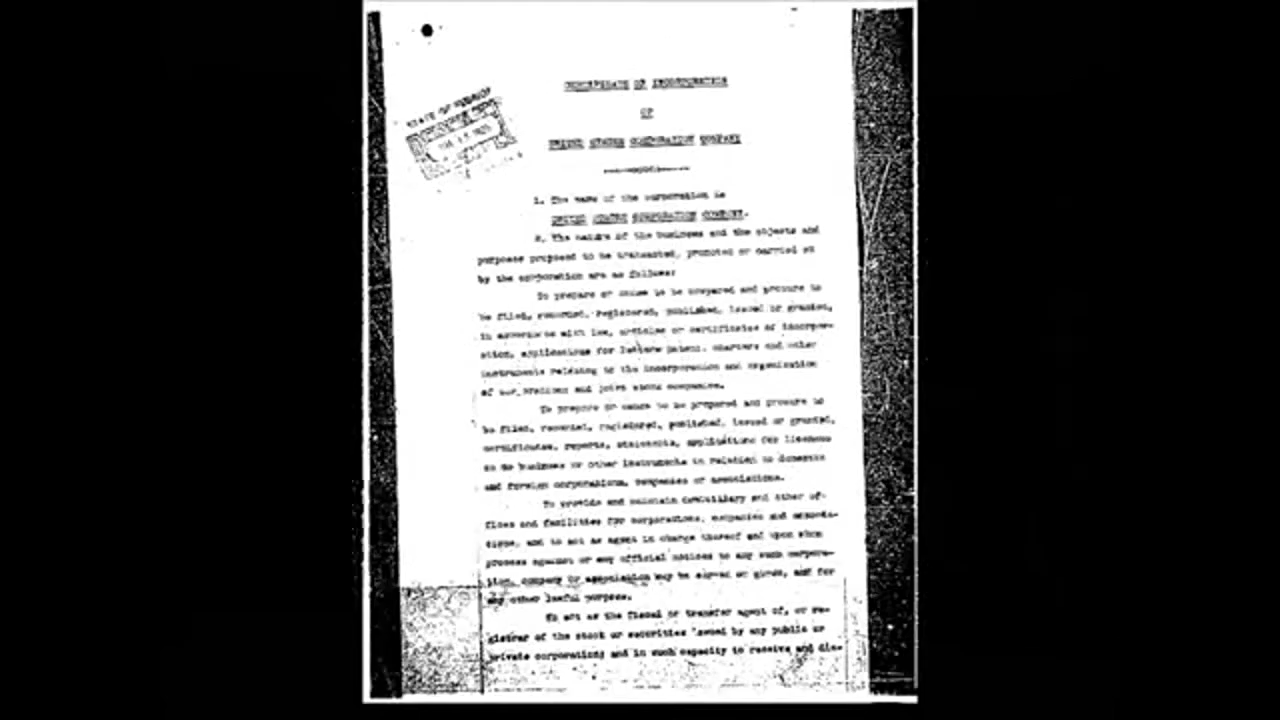 CERTIFICATE OF INCORPORATION
OF
UNITED STATES CORPORATION COMPANY
STATE OF
1. The name of the corporation is
UNITED STATES CORPORATION COMPANY.
2. The nature of the business and the objects and
purposes proposed to be transacted, promoted or carried on
by the corporation are as follows:
To prepare or cause to be prepared and procure to
be filed, recorded, registered, published, issued or granted,
in accordance with law, articles or certificates of incorpor-
ation, applications for letters patent, charters and other
instruments relating to the incorporation and organization
of corporations and joint stock companies.
To prepare or cause to be prepared and procure to
be filed, recorded, registered, published, issued or granted,
certificates, reports, statements, applications for licenses
to do business or other instruments in relation to domestic
and foreign corporations, companies or associations.
To provide and maintain domiciliary and other of-
fices and facilities for corporations, companies and associa-
tions, and to act as agent in charge thereof and upon whom
process against or any official notices to any such corpora-
tion, company or association may be served or given, and for
any other lawful purpose.
To act as the fiscal or transfer agent of, or re-
gistrar of the stock or securities issued by any public or
private corporation; and in such capacity to receive and dis-